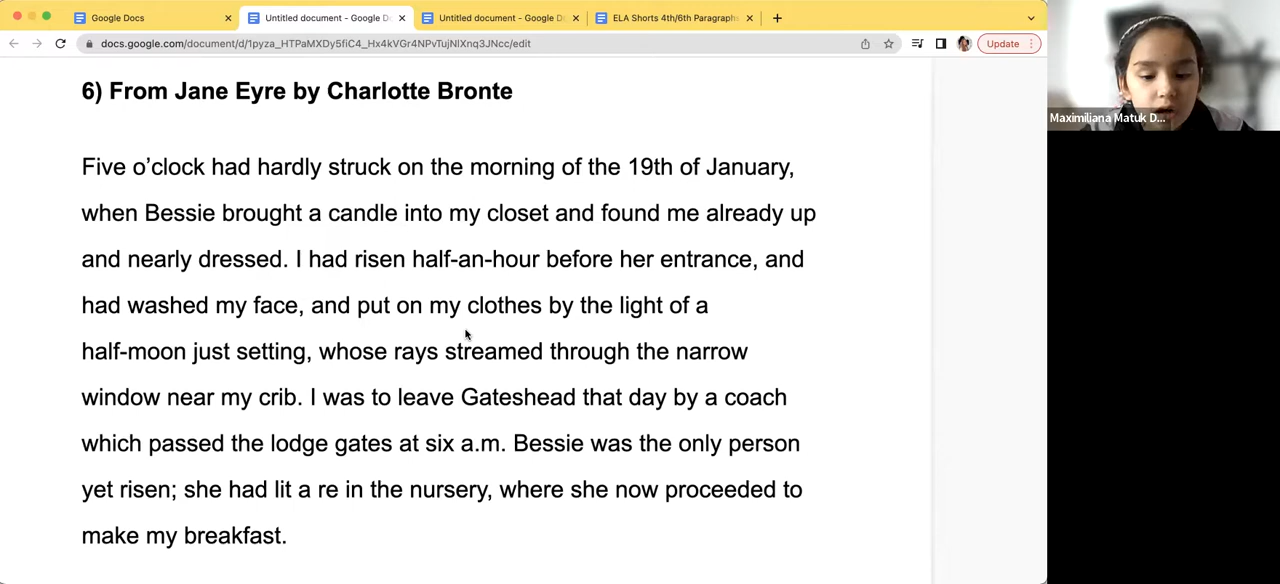 Google Docs
Untitled document - Google D
Untitled document - Google D
ELA Shorts 4th/6th Paragraphs
docs.google.com/document/d/1pyza_HTPaMXDy5fiC4_Hx4kVGr4NPvTujNlXnq3JNcc/edit
Update
Maximiliana Matuk D...
6) From Jane Eyre by Charlotte Bronte
Five o’clock had hardly struck on the morning of the 19th of January,
when Bessie brought a candle into my closet and found me already up
and nearly dressed. I had risen half-an-hour before her entrance, and
had washed my face, and put on my clothes by the light of a
half-moon just setting, whose rays streamed through the narrow
window near my crib. I was to leave Gateshead that day by a coach
which passed the lodge gates at six a.m. Bessie was the only person
yet risen; she had lit a re in the nursery, where she now proceeded to
make my breakfast.